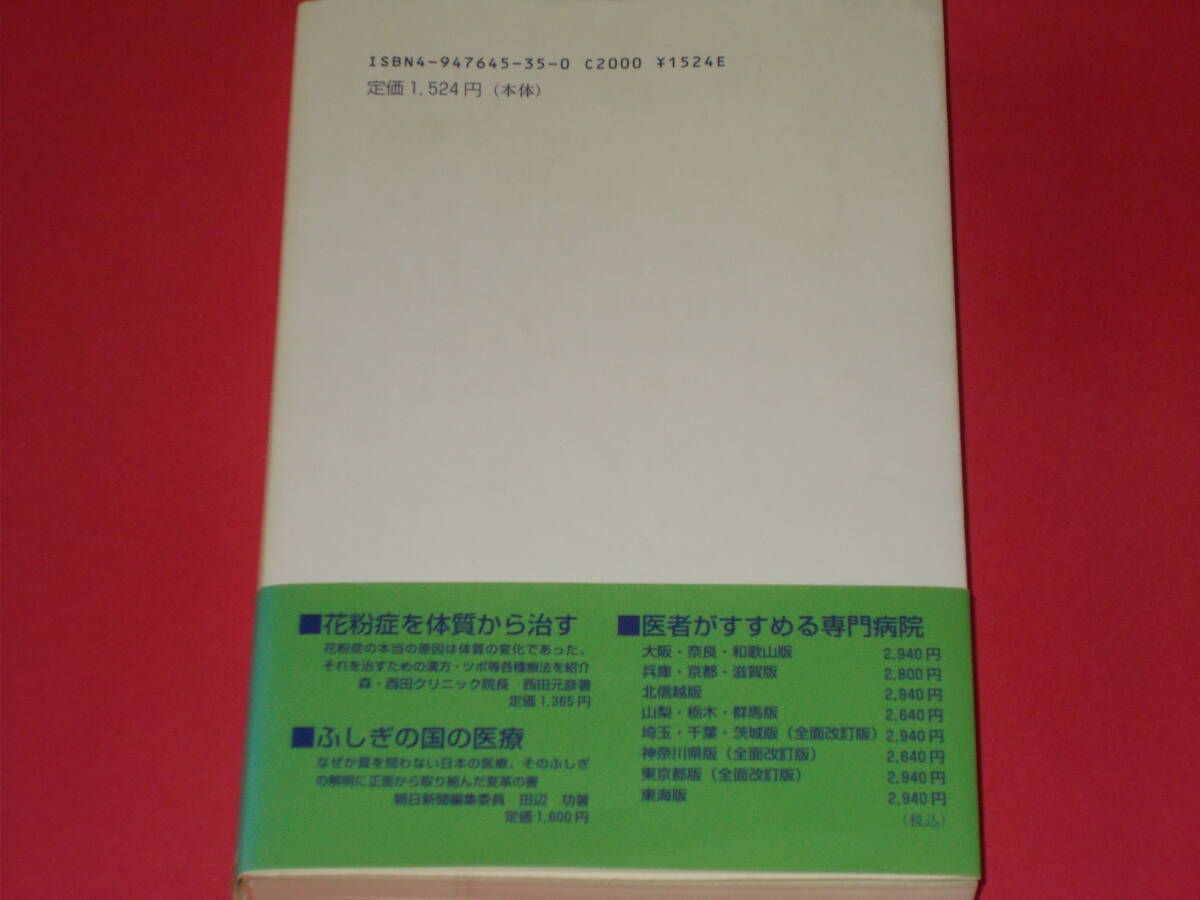 ISBN4-947645-35-0 C2000 ¥1524E
定価1,524円（本体）
■花粉症を体質から治す
花粉症の本当の原因は体質の変化であった。
それを治すための漢方・ツボ等各種療法を紹介
森・西田クリニック院長 西田元彦著
定価1,365円
■ふしぎの国の医療
なぜか質を問わない日本の医療。そのふしぎ
の解明に正面から取り組んだ変革の書
朝日新聞編集委員 田辺 功著
定価1,600円
■医者がすすめる専門病院
大阪・奈良・和歌山版 2,940円
兵庫・京都・滋賀版 2,800円
北信越版 2,940円
山梨・栃木・群馬版 2,640円
埼玉・千葉・茨城版（全面改訂版） 2,940円
神奈川県版（全面改訂版） 2,640円
東京都版（全面改訂版） 2,940円
東海版 2,940円
（税込）